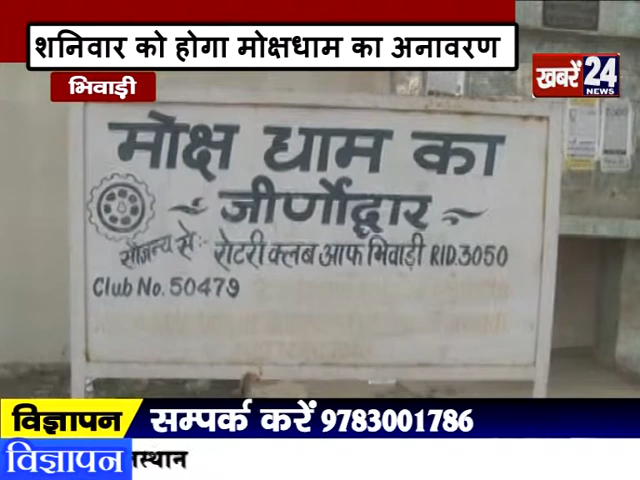 शनिवार को होगा मोक्षधाम का अनावरण
भिवाड़ी
खबरें 24 NEWS
मोक्ष धाम का
जीर्णोद्वार
सौजन्य से:- रोटरी क्लब आफ भिवाड़ी RID.3050
Club No. 50479
विज्ञापन सम्पर्क करें 9783001786
विज्ञापन स्थान